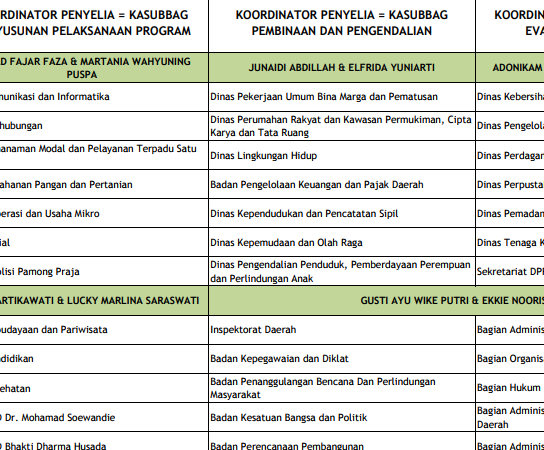 RDINATOR PENYELIA = KASUBBAG
YUSUNAN PELAKSANAAN PROGRAM
KOORDINATOR PENYELIA = KASUBBAG
PEMBINAAN DAN PENGENDALIAN
KOORDIN
EVA
D FAJAR FAZA & MARTANIA WAHYUNING
PUSPA
JUNAIDI ABDILLAH & ELFRIDA YUNIARTI
ADONIKAM
unikasi dan Informatika
Dinas Pekerjaan Umum Bina Marga dan Pematusan
Dinas Kebersiha
hubungan
Dinas Perumahan Rakyat dan Kawasan Permukiman, Cipta
Karya dan Tata Ruang
Dinas Pengelola
anaman Modal dan Pelayanan Terpadu Satu
Dinas Lingkungan Hidup
Dinas Perdagan
ahanan Pangan dan Pertanian
Badan Pengelolaan Keuangan dan Pajak Daerah
Dinas Perpusta
erasi dan Usaha Mikro
Dinas Kependudukan dan Pencatatan Sipil
Dinas Pemadam
ial
Dinas Kepemudaan dan Olah Raga
Dinas Tenaga K
olisi Pamong Praja
Dinas Pengendalian Penduduk, Pemberdayaan Perempuan
dan Perlindungan Anak
Sekretariat DPR
ARTIKAWATI & LUCKY MARLINA SARASWATI
GUSTI AYU WIKE PUTRI & EKKIE NOORIS
budayaan dan Pariwisata
Inspektorat Daerah
Bagian Adminis
ndidikan
Badan Kepegawaian dan Diklat
Bagian Organis
sehatan
Badan Penanggulangan Bencana Dan Perlindungan
Masyarakat
Bagian Hukum
D Dr. Mohamad Soewandie
Badan Kesatuan Bangsa dan Politik
Bagian Adminis
Daerah
D Bhakti Dharma Husada
Badan Perencanaan Pembangunan
Bagian Adminis